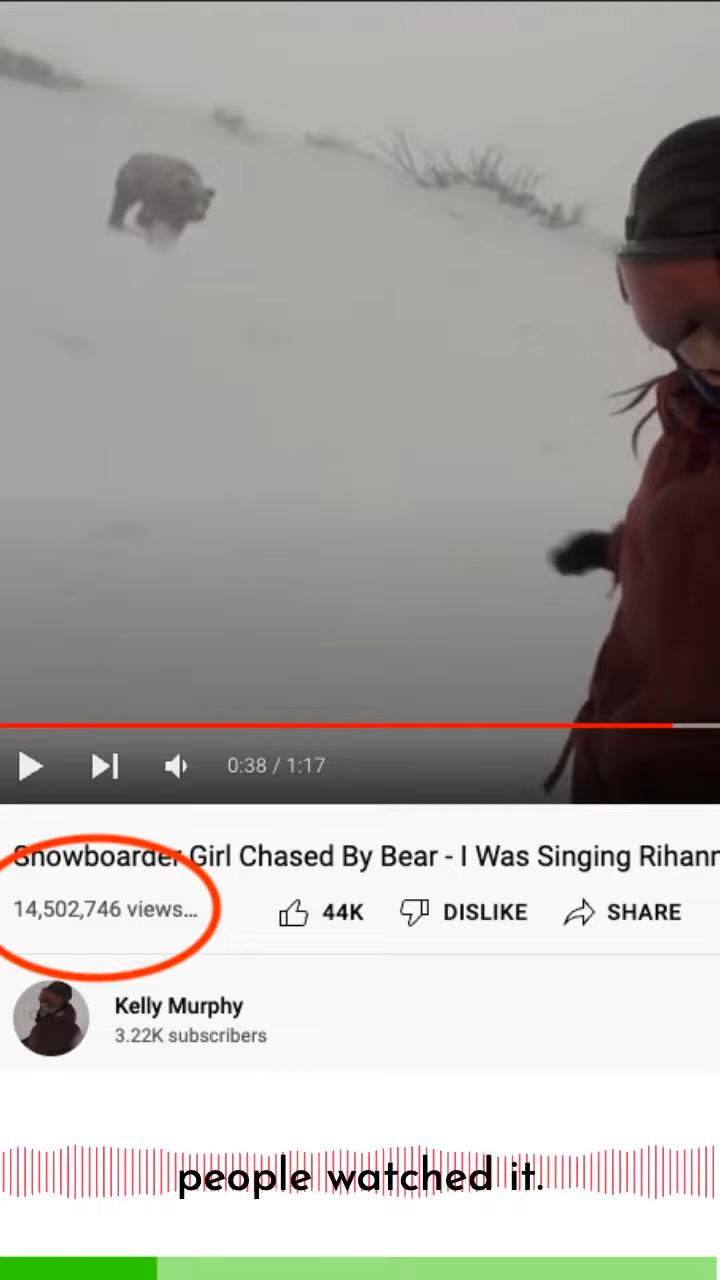 0:38 / 1:17
Snowboarder Girl Chased By Bear - I Was Singing Rihann
14,502,746 views...
44K
DISLIKE
SHARE
Kelly Murphy
3.22K subscribers
people watched it.